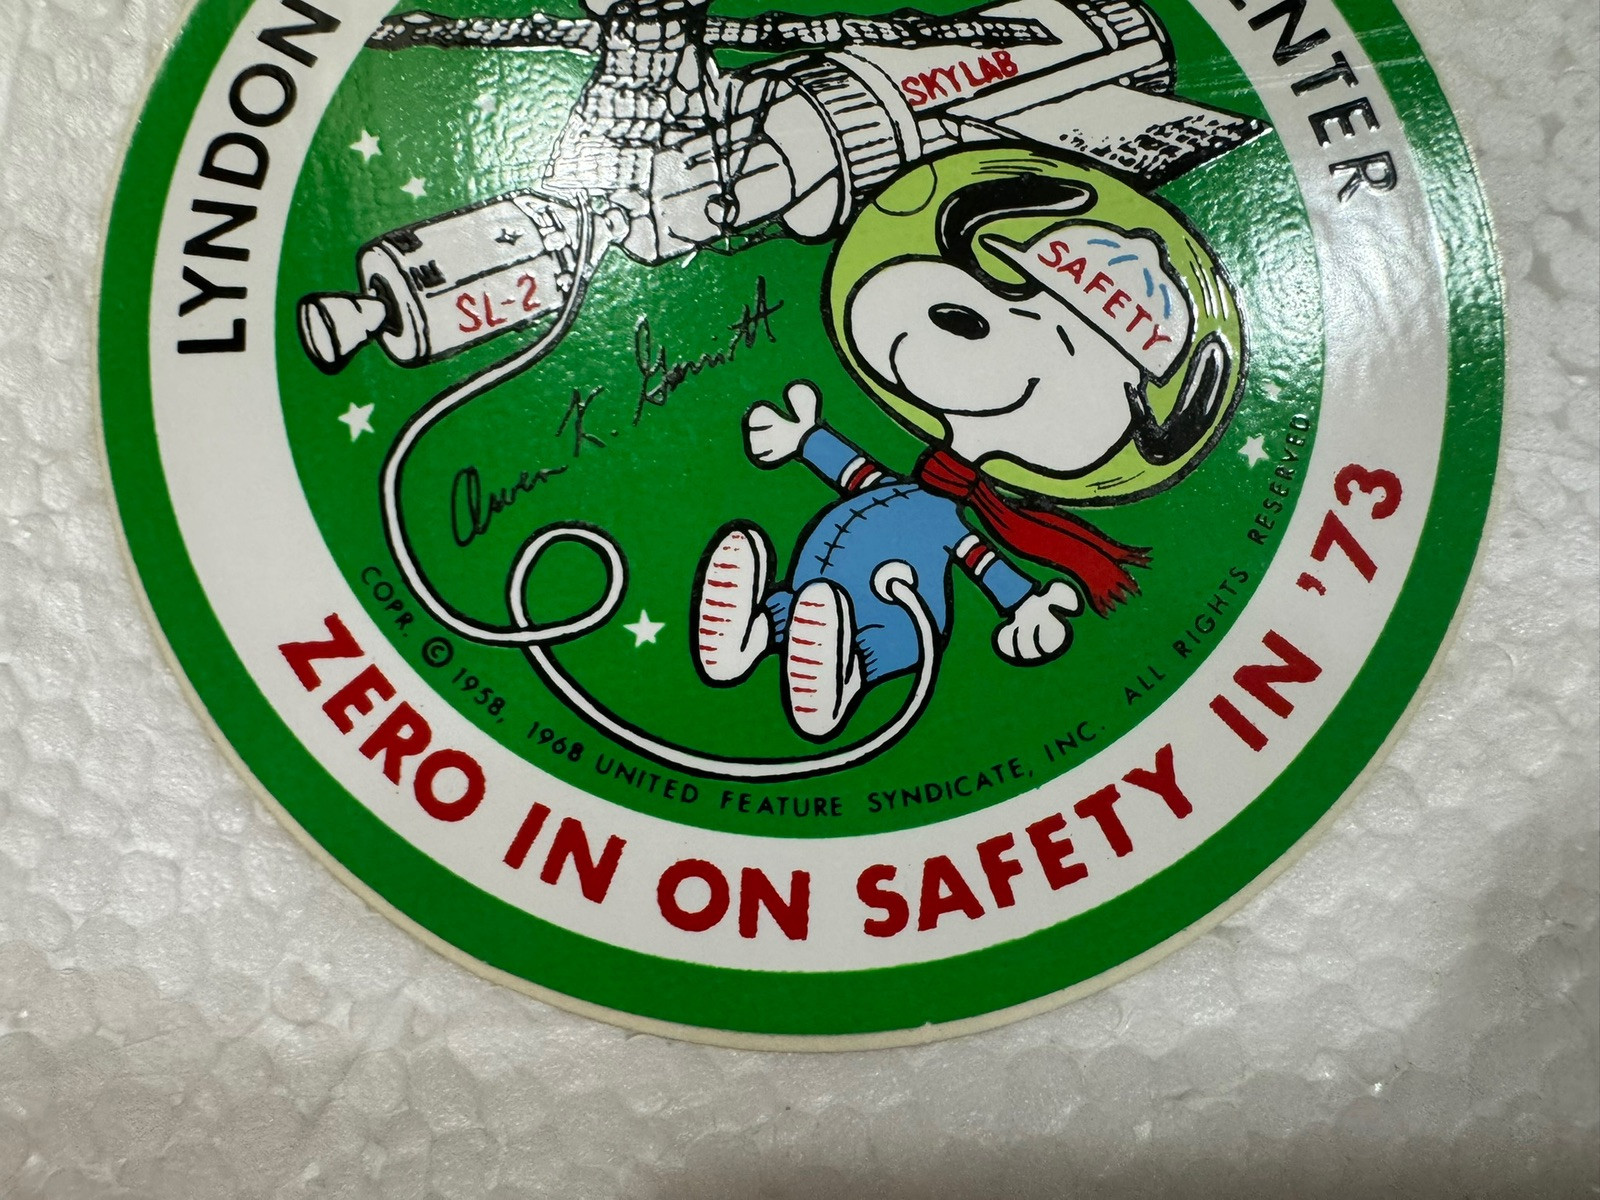 LYNDON
ENTER
SKYLAB
SL-2
SAFETY
Owen K. Garriott
COPR. © 1958, 1968 UNITED FEATURE SYNDICATE, INC. ALL RIGHTS RESERVED
ZERO IN ON SAFETY IN '73